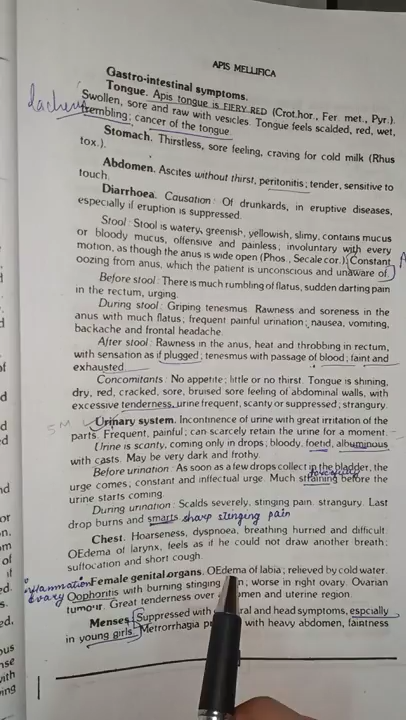 APIS MELLIFICA
Gastro-intestinal symptoms.
Tongue. Apis tongue is FIERY RED (Crot.hor, Fer. met., Pyr.).
Swollen, sore and raw with vesicles. Tongue feels scalded, red, wet,
trembling; cancer of the tongue
Stomach. Thirstless, sore feeling, craving for cold milk (Rhus
tox.).
Abdomen. Ascites without thirst, peritonitis; tender, sensitive to
touch.
Diarrhoea. Causation: Of drunkards, in eruptive diseases,
especially if eruption is suppressed.
Stool: Stool is watery, greenish, yellowish, slimy, contains mucus
or bloody mucus, offensive and painless; involuntary with every
motion, as though the anus is wide open (Phos, Secale cor.). Constant
oozing from anus, which the patient is unconscious and unaware of
Before stool: There is much rumbling of flatus, sudden darting pain
in the rectum, urging.
During stool: Griping tenesmus. Rawness and soreness in the
anus with much flatus; frequent painful urination; nausea, vomiting,
backache and frontal headache.
After stool: Rawness in the anus, heat and throbbing in rectum,
with sensation as if plugged; tenesmus with passage of blood; faint and
exhausted
Concomitants: No appetite; little or no thirst. Tongue is shining,
dry, red, cracked, sore, bruised sore feeling of abdominal walls, with
excessive tenderness, urine frequent, scanty or suppressed; strangury.
5M Urinary system. Incontinence of urine with great irritation of the
parts. Frequent, painful; can scarcely retain the urine for a moment.
Urine is scanty, coming only in drops; bloody, foetid, albuminous
with casts. May be very dark and frothy.
Before urination: As soon as a few drops collect in the bladder, the
urge comes, constant and infectual urge. Much straining before the
urine starts coming.
During urination: Scalds severely, stinging pain. strangury. Last
drop burns and smarts sharp stinging pain
Chest. Hoarseness, dyspnoea, breathing hurried and difficult.
OEdema of larynx, feels as if he could not draw another breath;
suffocation and short cough.
inflammation Female genital organs. OEdema of labia; relieved by cold water.
ovary Oophoritis with burning stinging; worse in right ovary. Ovarian
tumour. Great tenderness over and uterine region.
Menses Suppressed with and head symptoms, espcially
in young girls. Metrorrhagia with heavy abdomen, faintness